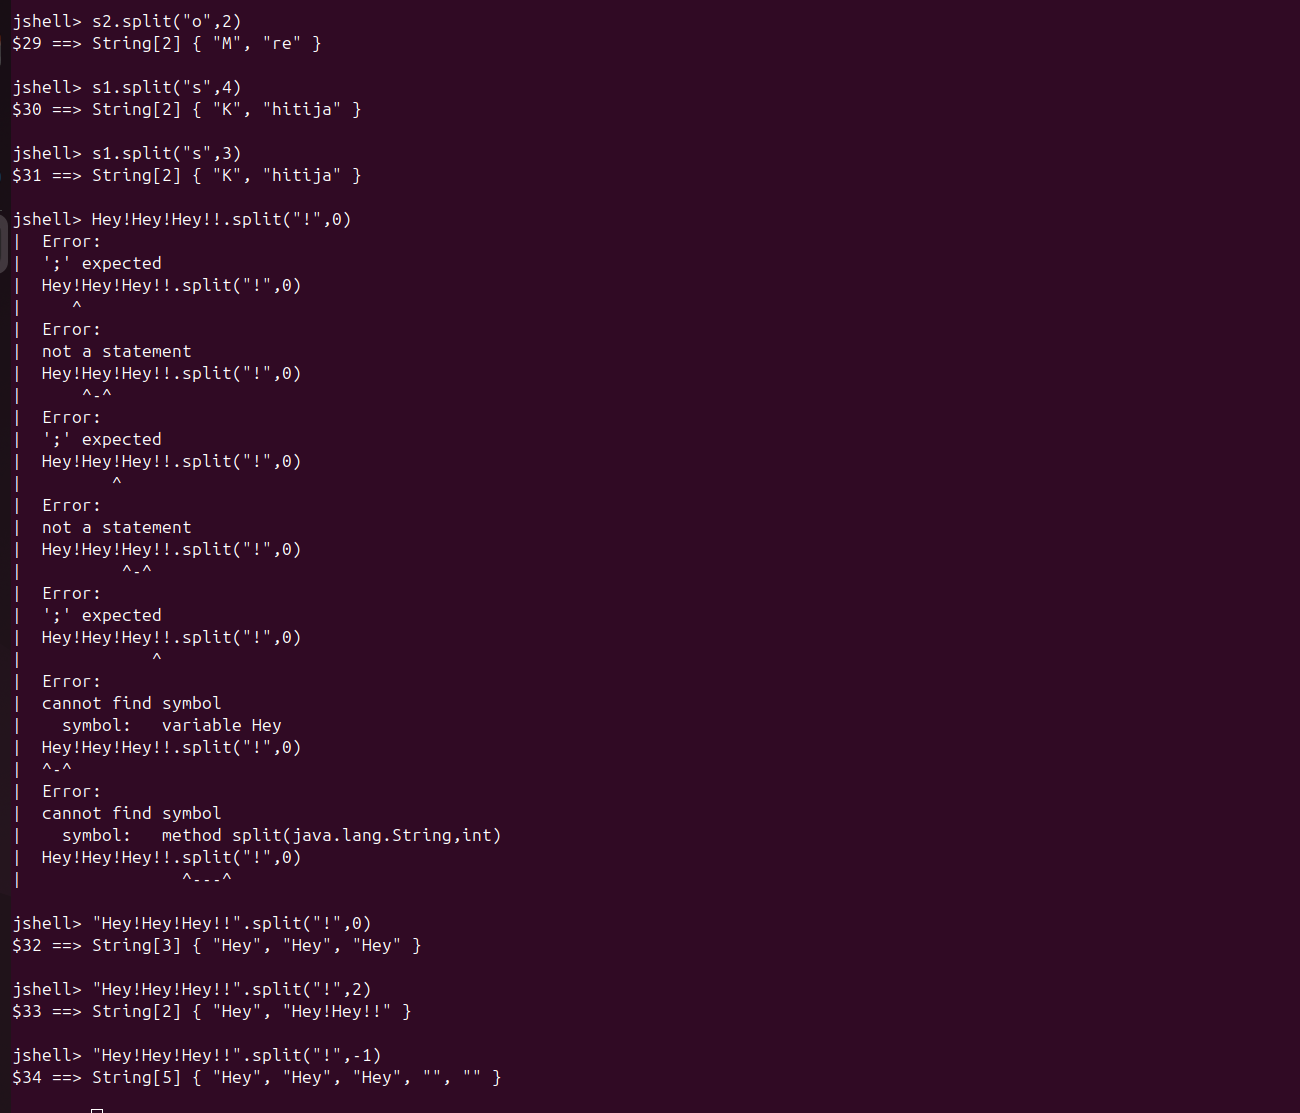 jshell> s2.split("o",2)
$29 ==> String[2] { "M", "re" }
jshell> s1.split("s",4)
$30 ==> String[2] { "K", "hitija" }
jshell> s1.split("s",3)
$31 ==> String[2] { "K", "hitija" }
jshell> Hey!Hey!Hey!!.split("!",0)
|  Error:
|  ';' expected
|  Hey!Hey!Hey!!.split("!",0)
|     ^
|  Error:
|  not a statement
|  Hey!Hey!Hey!!.split("!",0)
|      ^-^
|  Error:
|  ';' expected
|  Hey!Hey!Hey!!.split("!",0)
|         ^
|  Error:
|  not a statement
|  Hey!Hey!Hey!!.split("!",0)
|          ^-^
|  Error:
|  ';' expected
|  Hey!Hey!Hey!!.split("!",0)
|             ^
|  Error:
|  cannot find symbol
|    symbol:   variable Hey
|  Hey!Hey!Hey!!.split("!",0)
|  ^-^
|  Error:
|  cannot find symbol
|    symbol:   method split(java.lang.String,int)
|  Hey!Hey!Hey!!.split("!",0)
|                ^---^
jshell> "Hey!Hey!Hey!!".split("!",0)
$32 ==> String[3] { "Hey", "Hey", "Hey" }
jshell> "Hey!Hey!Hey!!".split("!",2)
$33 ==> String[2] { "Hey", "Hey!Hey!!" }
jshell> "Hey!Hey!Hey!!".split("!",-1)
$34 ==> String[5] { "Hey", "Hey", "Hey", "", "" }